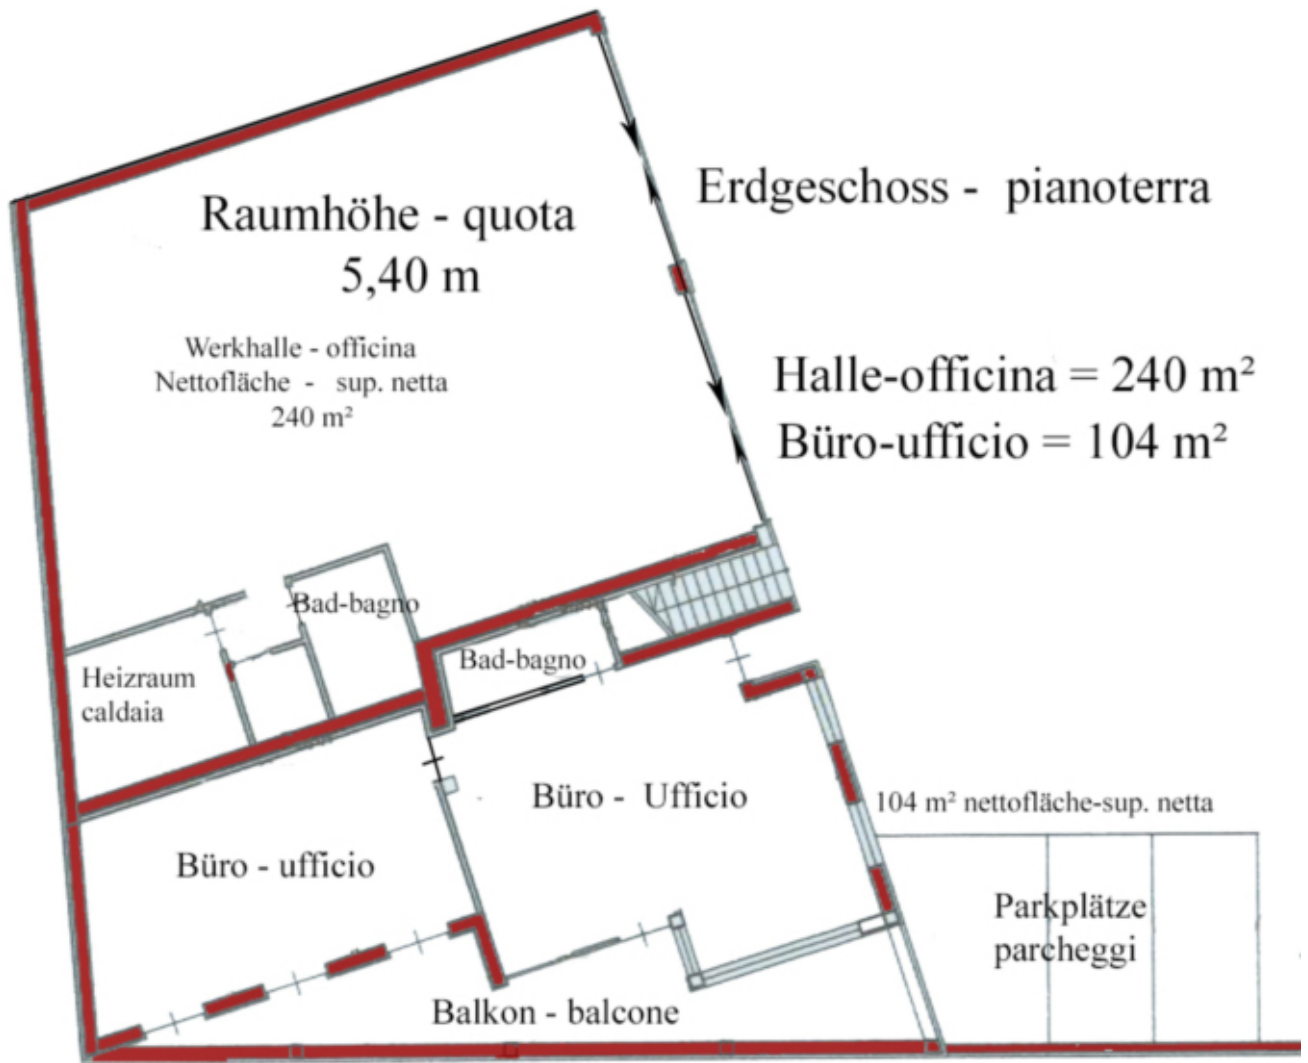 Erdgeschoss - pianoterra
Raumhöhe - quota
5,40 m
Werkhalle - officina
Nettofläche - sup. netta
240 m²
Halle-officina = 240 m²
Büro-ufficio = 104 m²
Bad-bagno
Bad-bagno
Heizraum
caldaia
Büro - Ufficio
104 m² nettofläche-sup. netta
Büro - ufficio
Parkplätze
parcheggi
Balkon - balcone